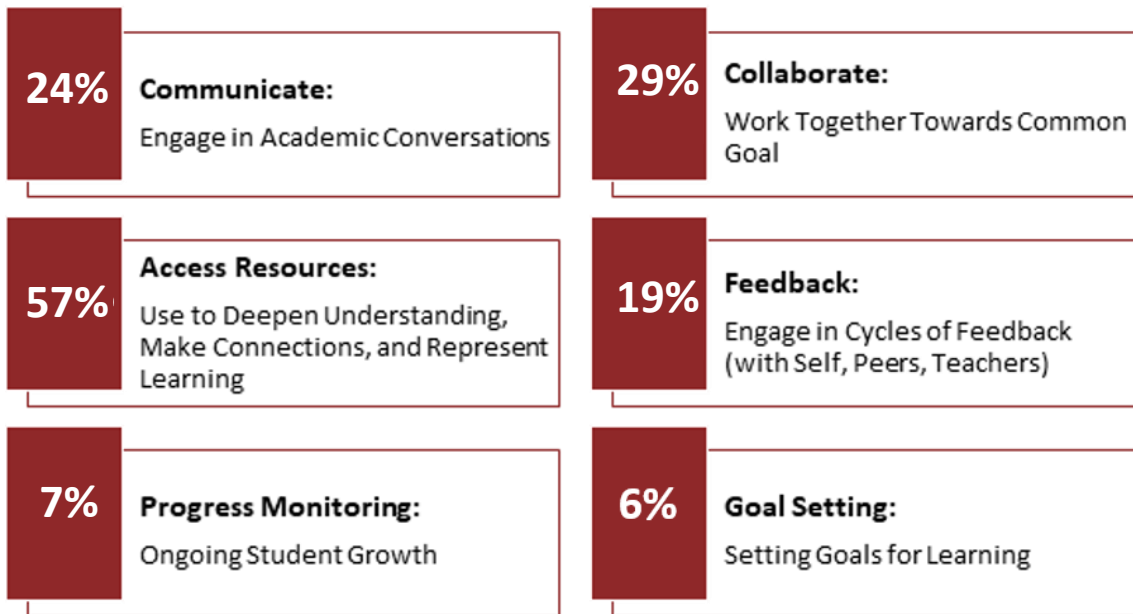 24%
Communicate:
Engage in Academic Conversations
29%
Collaborate:
Work Together Towards Common
Goal
57%
Access Resources:
Use to Deepen Understanding,
Make Connections, and Represent
Learning
19%
Feedback:
Engage in Cycles of Feedback
(with Self, Peers, Teachers)
7%
Progress Monitoring:
Ongoing Student Growth
6%
Goal Setting:
Setting Goals for Learning